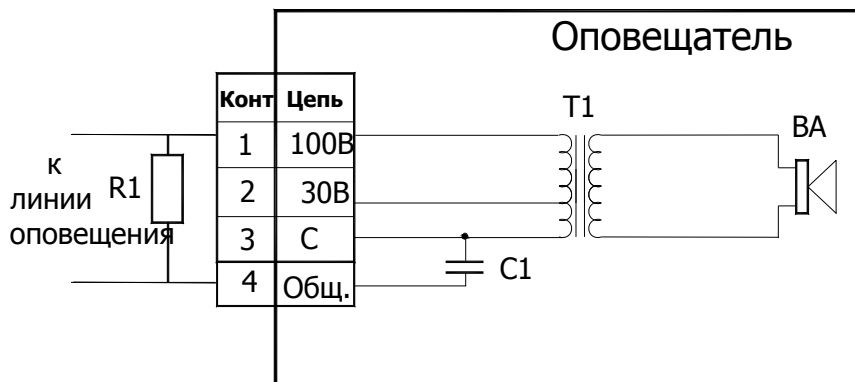 Оповещатель
Конт Цепь
1 100В
2 30В
3 С
4 Общ.
к
линии
оповещения
R1
T1
BA
C1